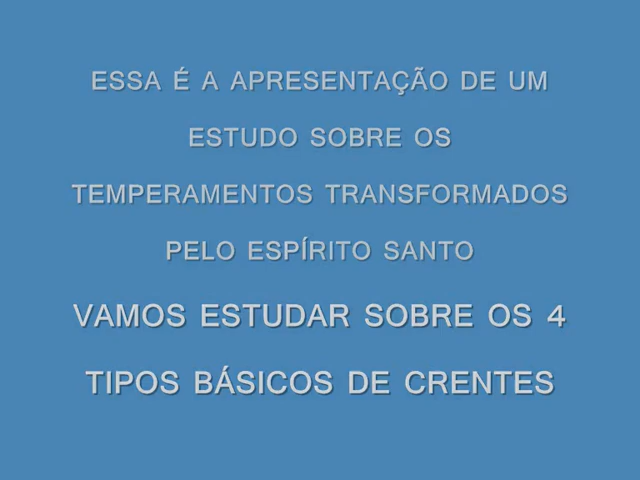 ESSA É A APRESENTAÇÃO DE UM
ESTUDO SOBRE OS
TEMPERAMENTOS TRANSFORMADOS
PELO ESPÍRITO SANTO
VAMOS ESTUDAR SOBRE OS 4
TIPOS BÁSICOS DE CRENTES